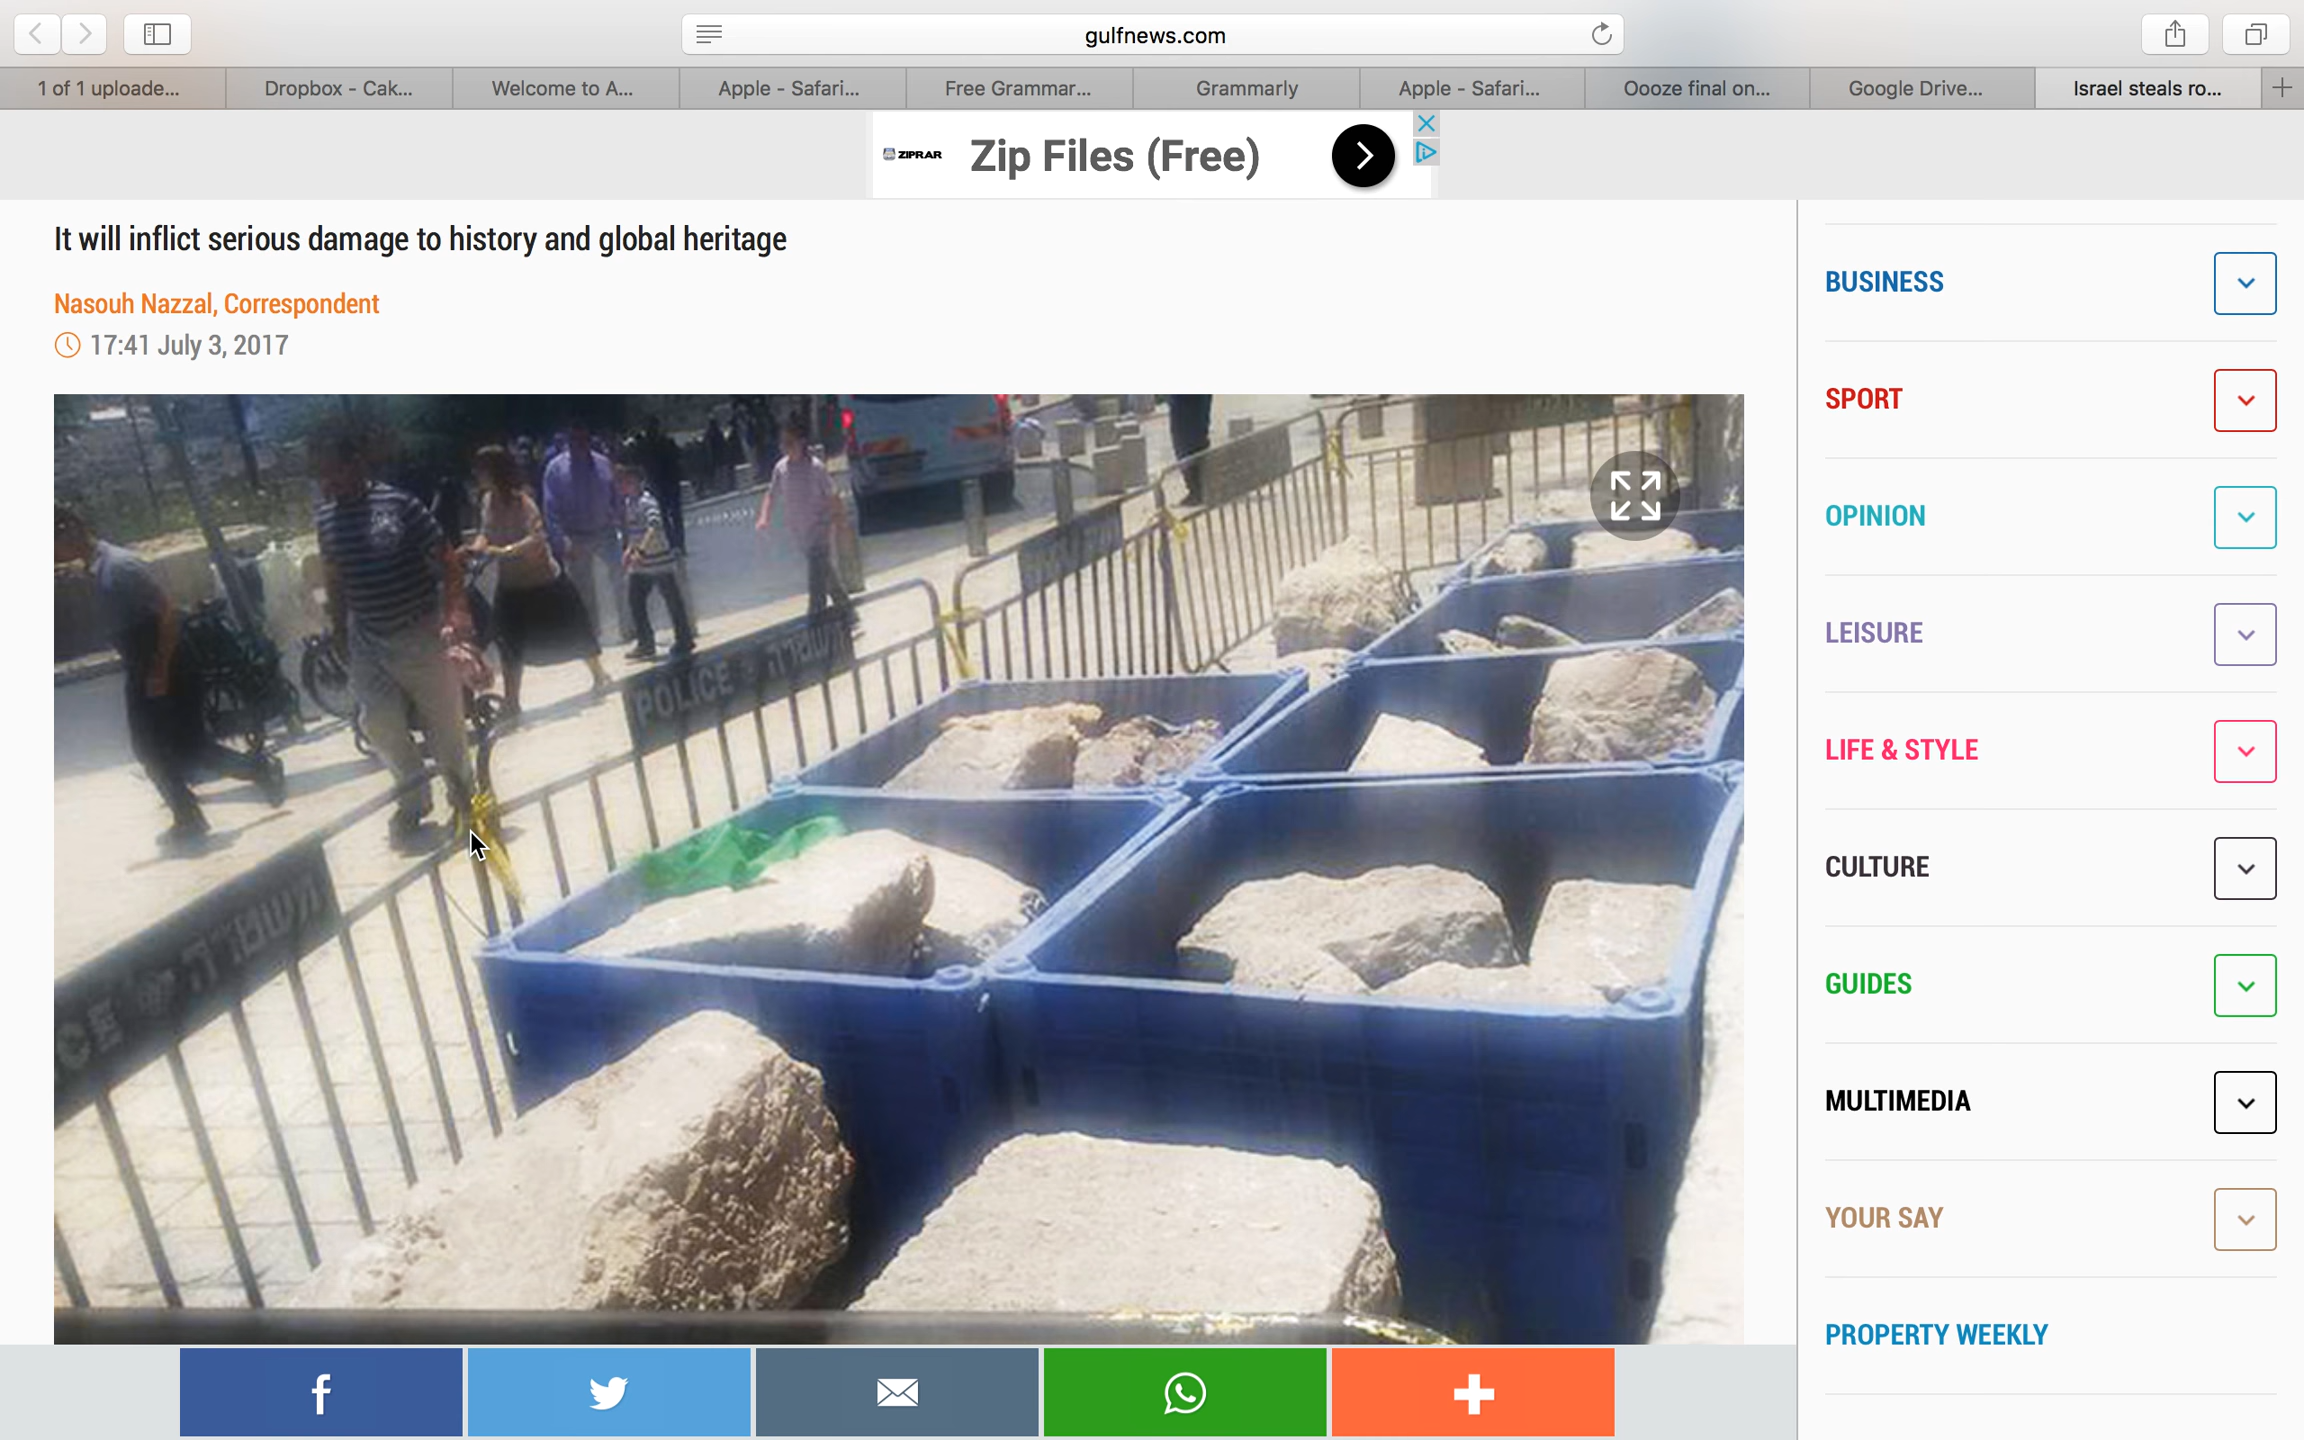 gulfnews.com
1 of 1 uploade...
Dropbox - Cak...
Welcome to A...
Apple - Safari...
Free Grammar...
Grammarly
Apple - Safari...
Oooze final on...
Google Drive...
Israel steals ro...
ZIPRAR
Zip Files (Free)
It will inflict serious damage to history and global heritage
Nasouh Nazzal, Correspondent
17:41 July 3, 2017
POLICE משטרה
CE משטרה
BUSINESS
SPORT
OPINION
LEISURE
LIFE & STYLE
CULTURE
GUIDES
MULTIMEDIA
YOUR SAY
PROPERTY WEEKLY